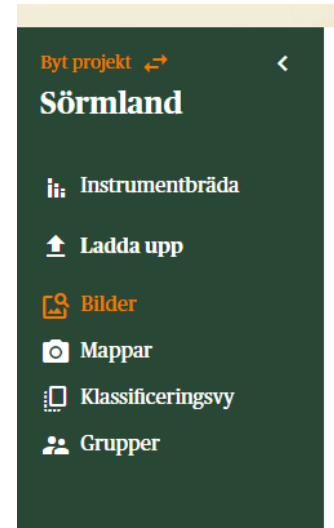 Byt projekt
Sörmland
Instrumentbräda
Ladda upp
Bilder
Mappar
Klassificeringsvy
Grupper